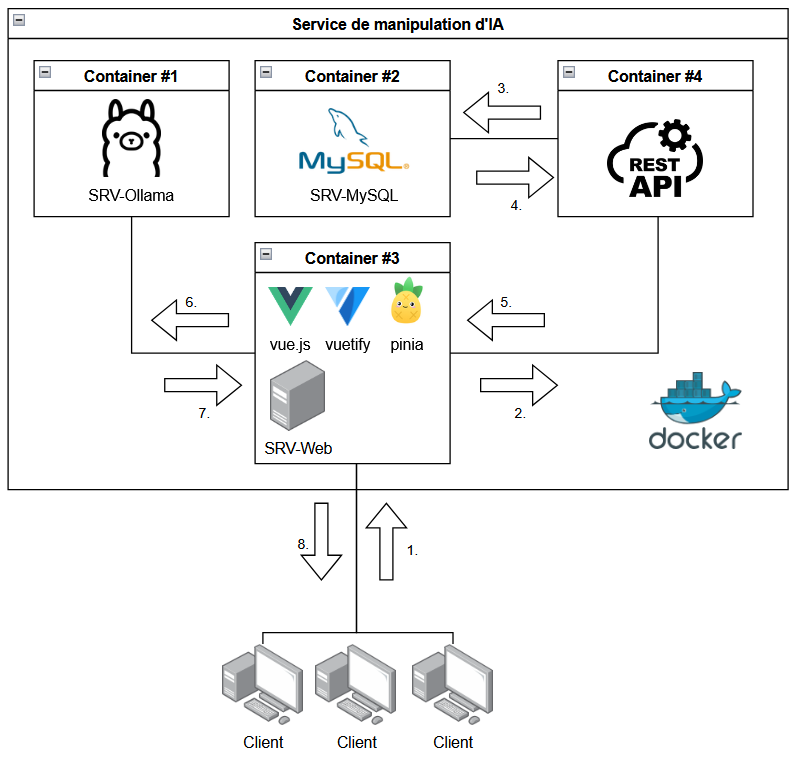 Service de manipulation d'IA
Container #1
SRV-Ollama
Container #2
MySQL
SRV-MySQL
3.
4.
Container #4
REST
API
Container #3
vue.js
vuetify
pinia
SRV-Web
6.
7.
5.
2.
docker
8.
1.
Client
Client
Client